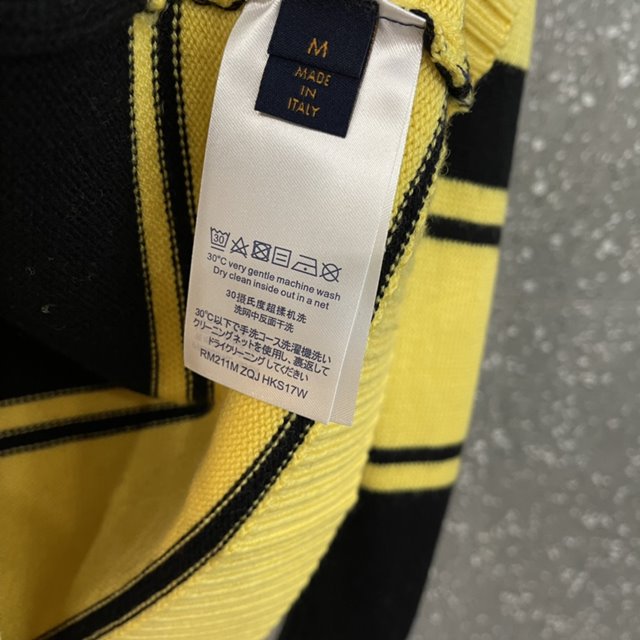 M
MADE
IN
ITALY
30
30°C very gentle machine wash
Dry clean inside out in a net
30摄氏度超揉机洗
洗网中反面干洗
30℃以下で手洗コース洗濯機洗い
クリーニングネットを使用し、裏返して
ドライクリーニングしてください
RM211M ZQJ HKS17W